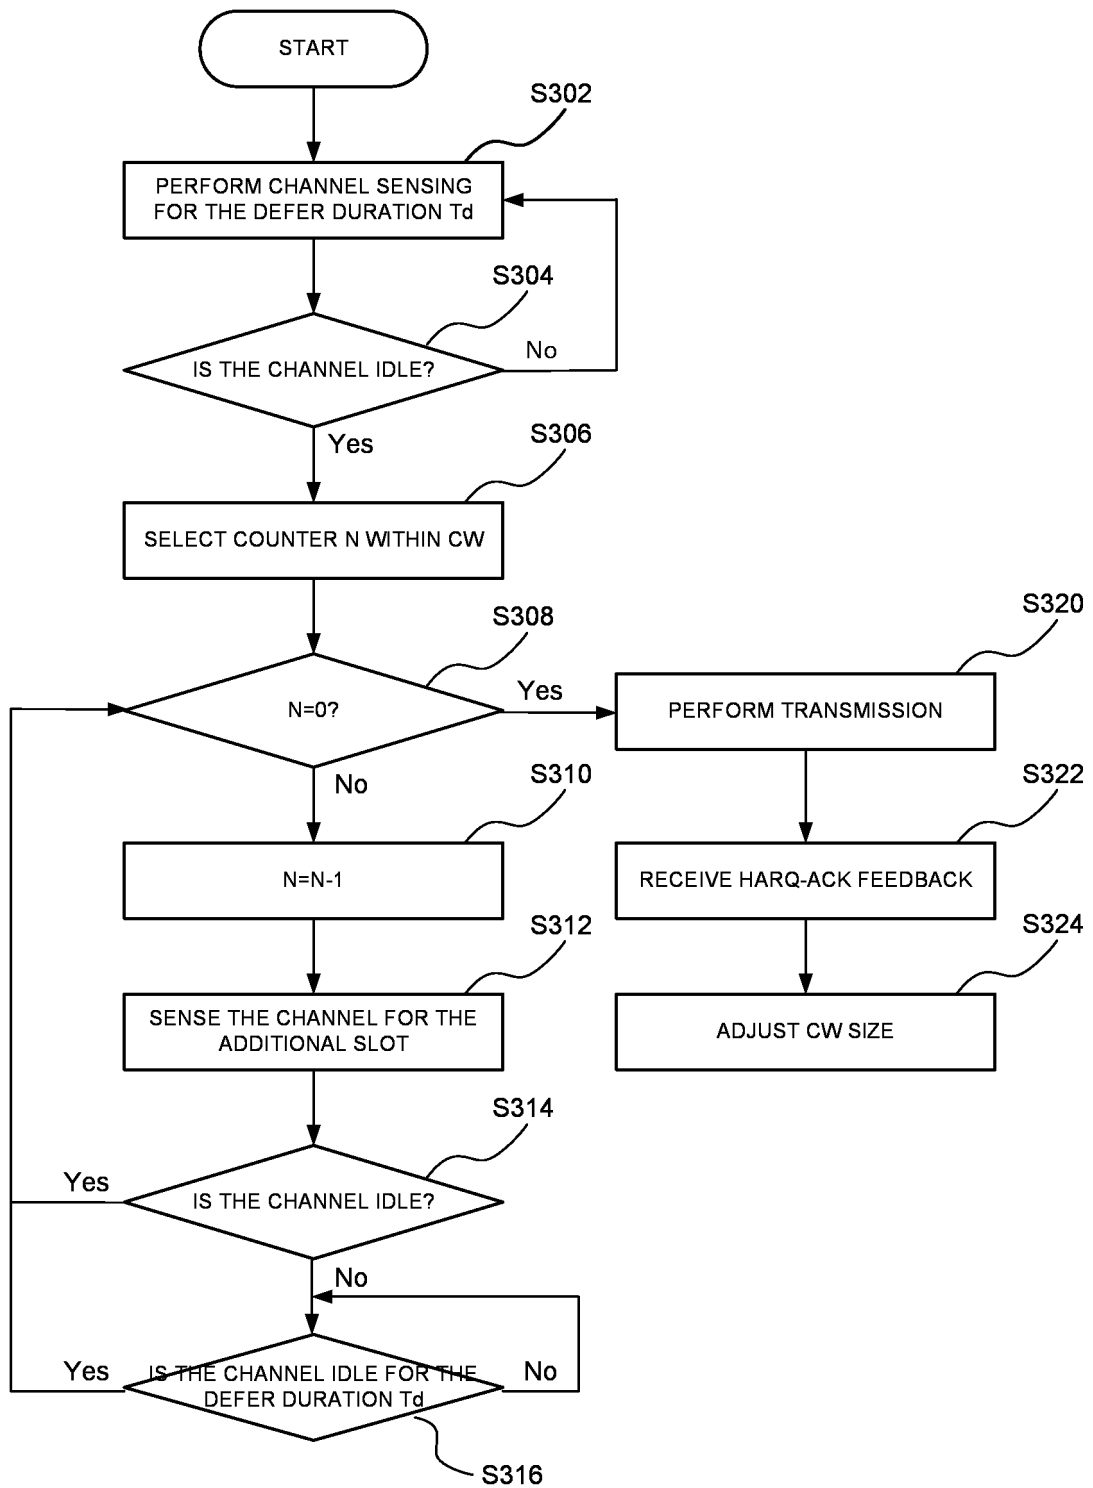 START
S302
PERFORM CHANNEL SENSING
FOR THE DEFER DURATION Td
S304
IS THE CHANNEL IDLE?
No
Yes
S306
SELECT COUNTER N WITHIN CW
S308
N=0?
Yes
No
S320
PERFORM TRANSMISSION
S310
N=N-1
S322
RECEIVE HARQ-ACK FEEDBACK
S312
SENSE THE CHANNEL FOR THE
ADDITIONAL SLOT
S324
ADJUST CW SIZE
S314
IS THE CHANNEL IDLE?
Yes
No
IS THE CHANNEL IDLE FOR THE
DEFER DURATION Td
Yes
No
S316